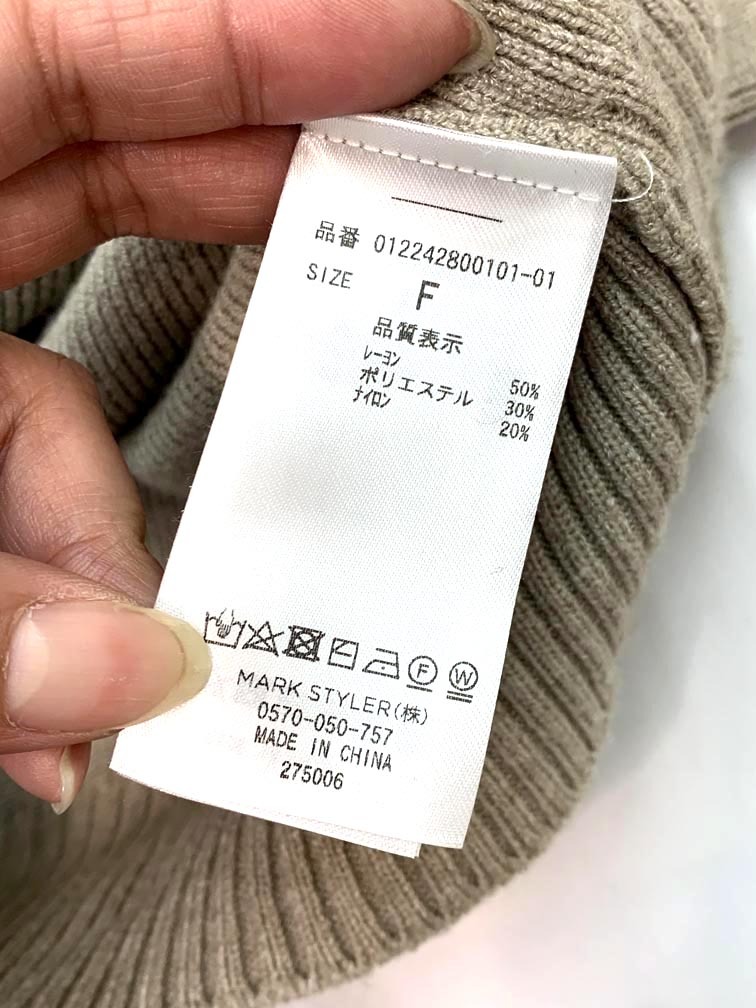 品番 012242800101-01
SIZE F
品質表示
レーヨン 50%
ポリエステル 30%
ナイロン 20%
F W
MARK STYLER(株)
0570-050-757
MADE IN CHINA
275006